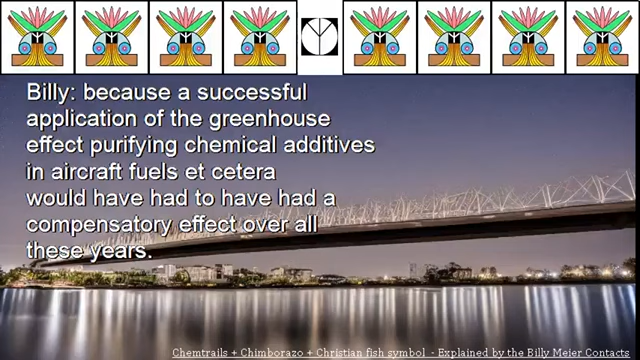 Billy: because a successful
application of the greenhouse
effect purifying chemical additives
in aircraft fuels et cetera
would have had to have had a
compensatory effect over all
these years.
Chemtrails + Chimborazo + Christian fish symbol - Explained by the Billy Meier Contacts